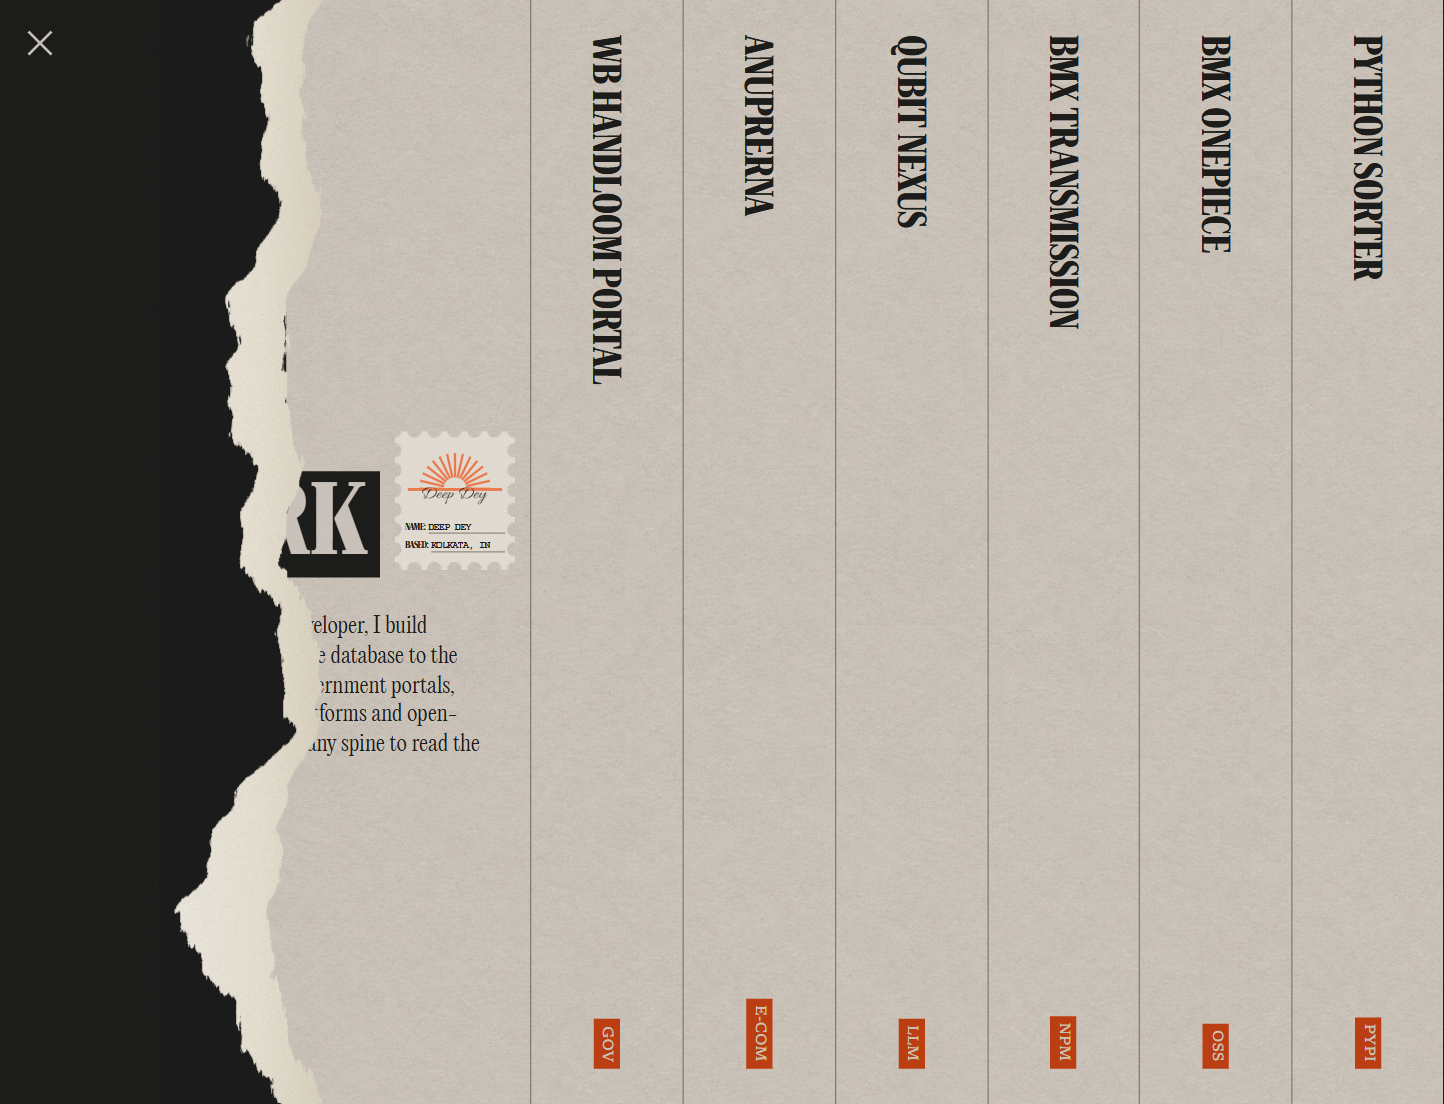 RK
Deep Dey
NAME: DEEP DEY
BASED: KOLKATA, IN
eloper, I build
e database to the
ernment portals,
tforms and open-
any spine to read the
WB HANDLOOM PORTAL
GOV
ANUPRERNA
E-COM
QUBIT NEXUS
LLM
BMX TRANSMISSION
NPM
BMX ONEPIECE
OSS
PYTHON SORTER
PYPI